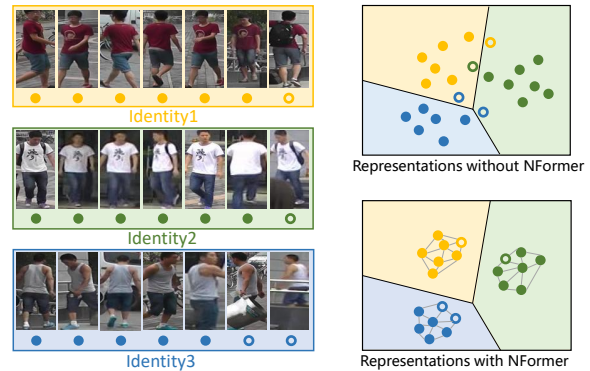 Identity1
Identity2
Identity3
Representations without NFormer
Representations with NFormer